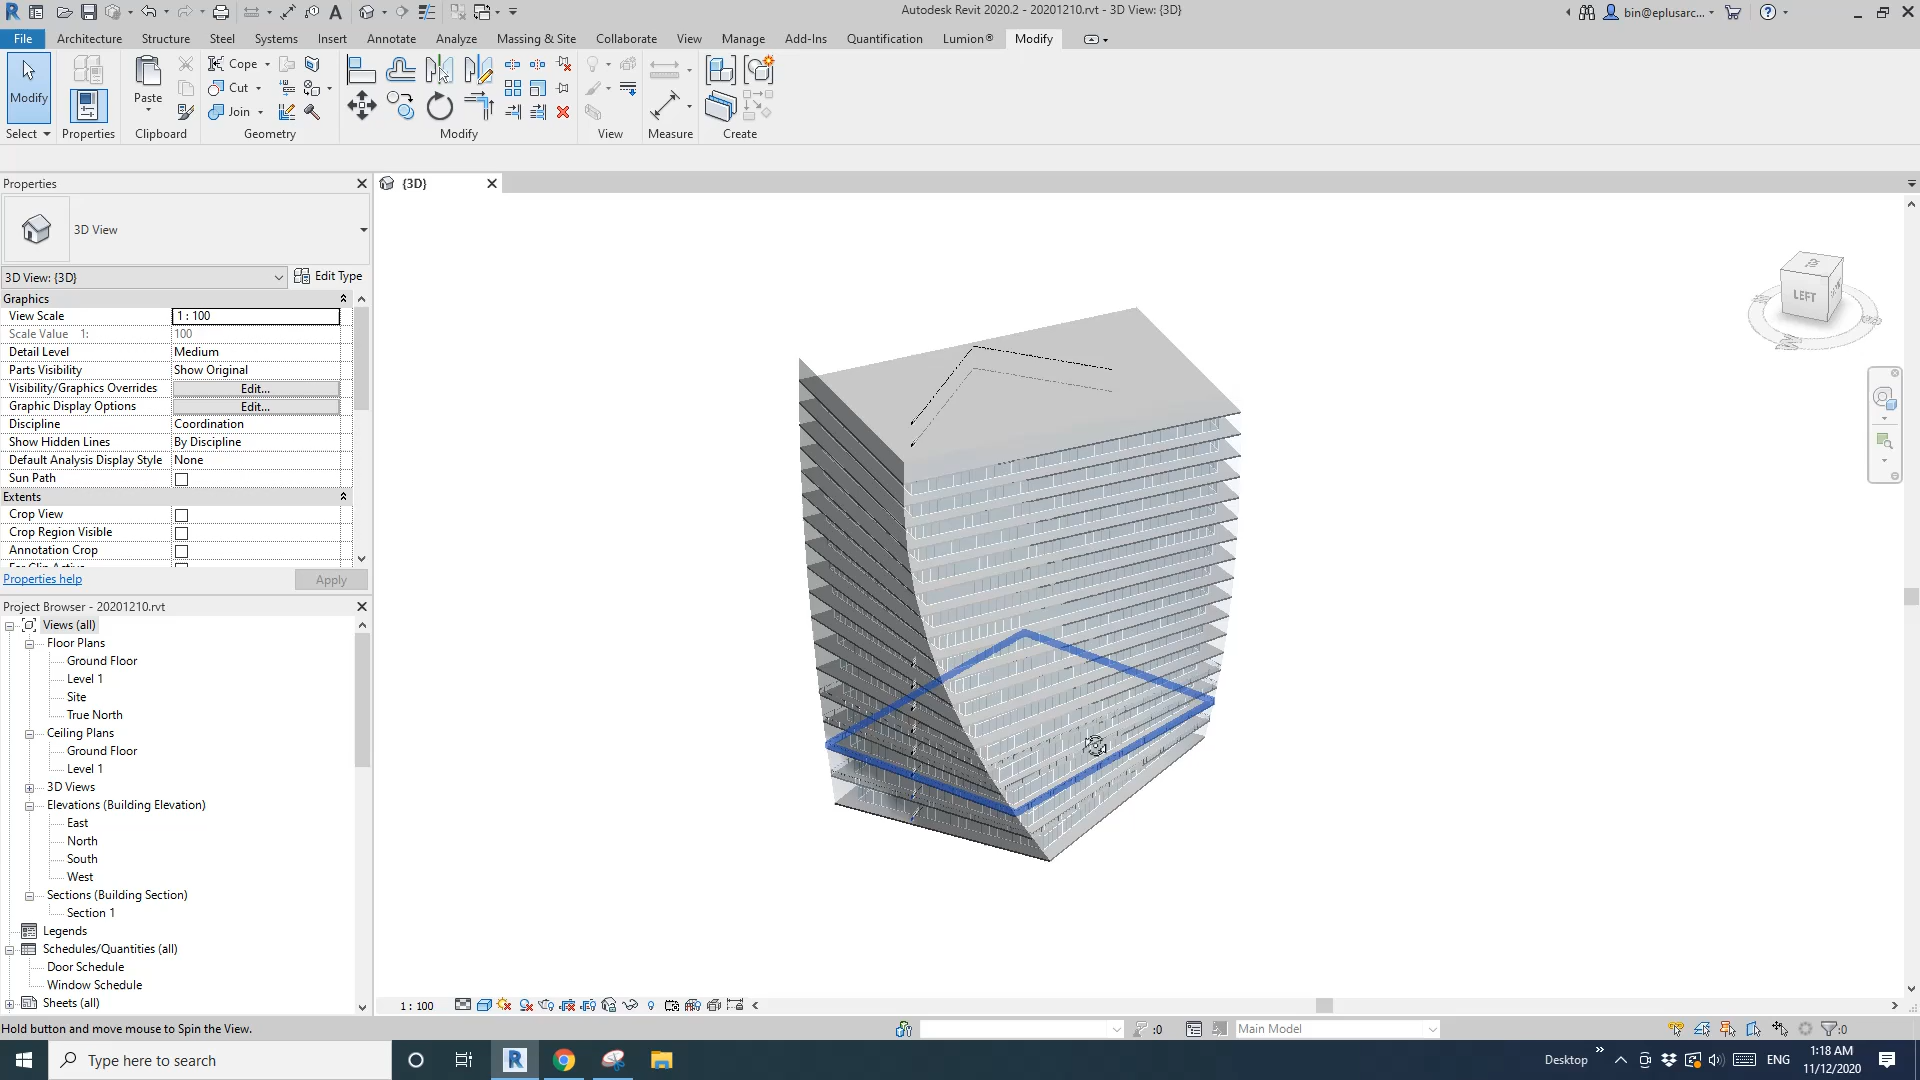 Autodesk Revit 2020.2 - 20201210.rvt - 3D View: {3D}
bin@eplusarc...
File Architecture Structure Steel Systems Insert Annotate Analyze Massing & Site Collaborate View Manage Add-Ins Quantification Lumion® Modify
Modify
Paste
Cope
Cut
Join
Select Properties Clipboard Geometry Modify View Measure Create
Properties
{3D}
3D View
3D View: {3D}
Edit Type
Graphics
View Scale 1 : 100
Scale Value 1: 100
Detail Level Medium
Parts Visibility Show Original
Visibility/Graphics Overrides Edit...
Graphic Display Options Edit...
Discipline Coordination
Show Hidden Lines By Discipline
Default Analysis Display Style None
Sun Path
Extents
Crop View
Crop Region Visible
Annotation Crop
Properties help
Apply
LEFT
Project Browser - 20201210.rvt
Views (all)
Floor Plans
Ground Floor
Level 1
Site
True North
Ceiling Plans
Ground Floor
Level 1
3D Views
Elevations (Building Elevation)
East
North
South
West
Sections (Building Section)
Section 1
Legends
Schedules/Quantities (all)
Door Schedule
Window Schedule
Sheets (all)
1 : 100
Hold button and move mouse to Spin the View.
:0
Main Model
:0
Type here to search
Desktop
ENG
1:18 AM
11/12/2020